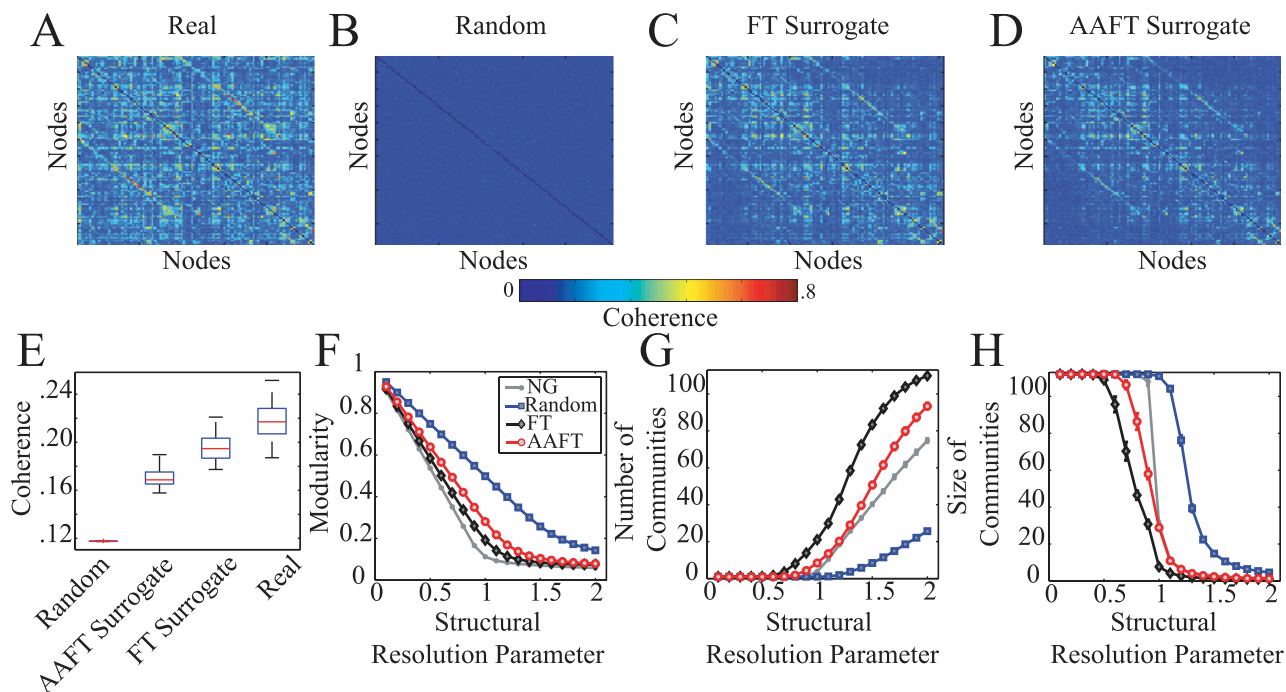 A
Real
B
Random
C
FT Surrogate
D
AAFT Surrogate
Nodes
Nodes
Nodes
Nodes
Nodes
Nodes
Nodes
Nodes
0
.8
Coherence
E
.24
.20
.16
.12
Coherence
Random
AAFT Surrogate
FT Surrogate
Real
F
1
0.8
0.6
0.4
0.2
0
Modularity
NG
Random
FT
AAFT
0
0.5
1
1.5
2
Structural
Resolution Parameter
G
100
80
60
40
20
0
Number of
Communities
0
0.5
1
1.5
2
Structural
Resolution Parameter
H
100
80
60
40
20
0
Size of
Communities
0
0.5
1
1.5
2
Structural
Resolution Parameter